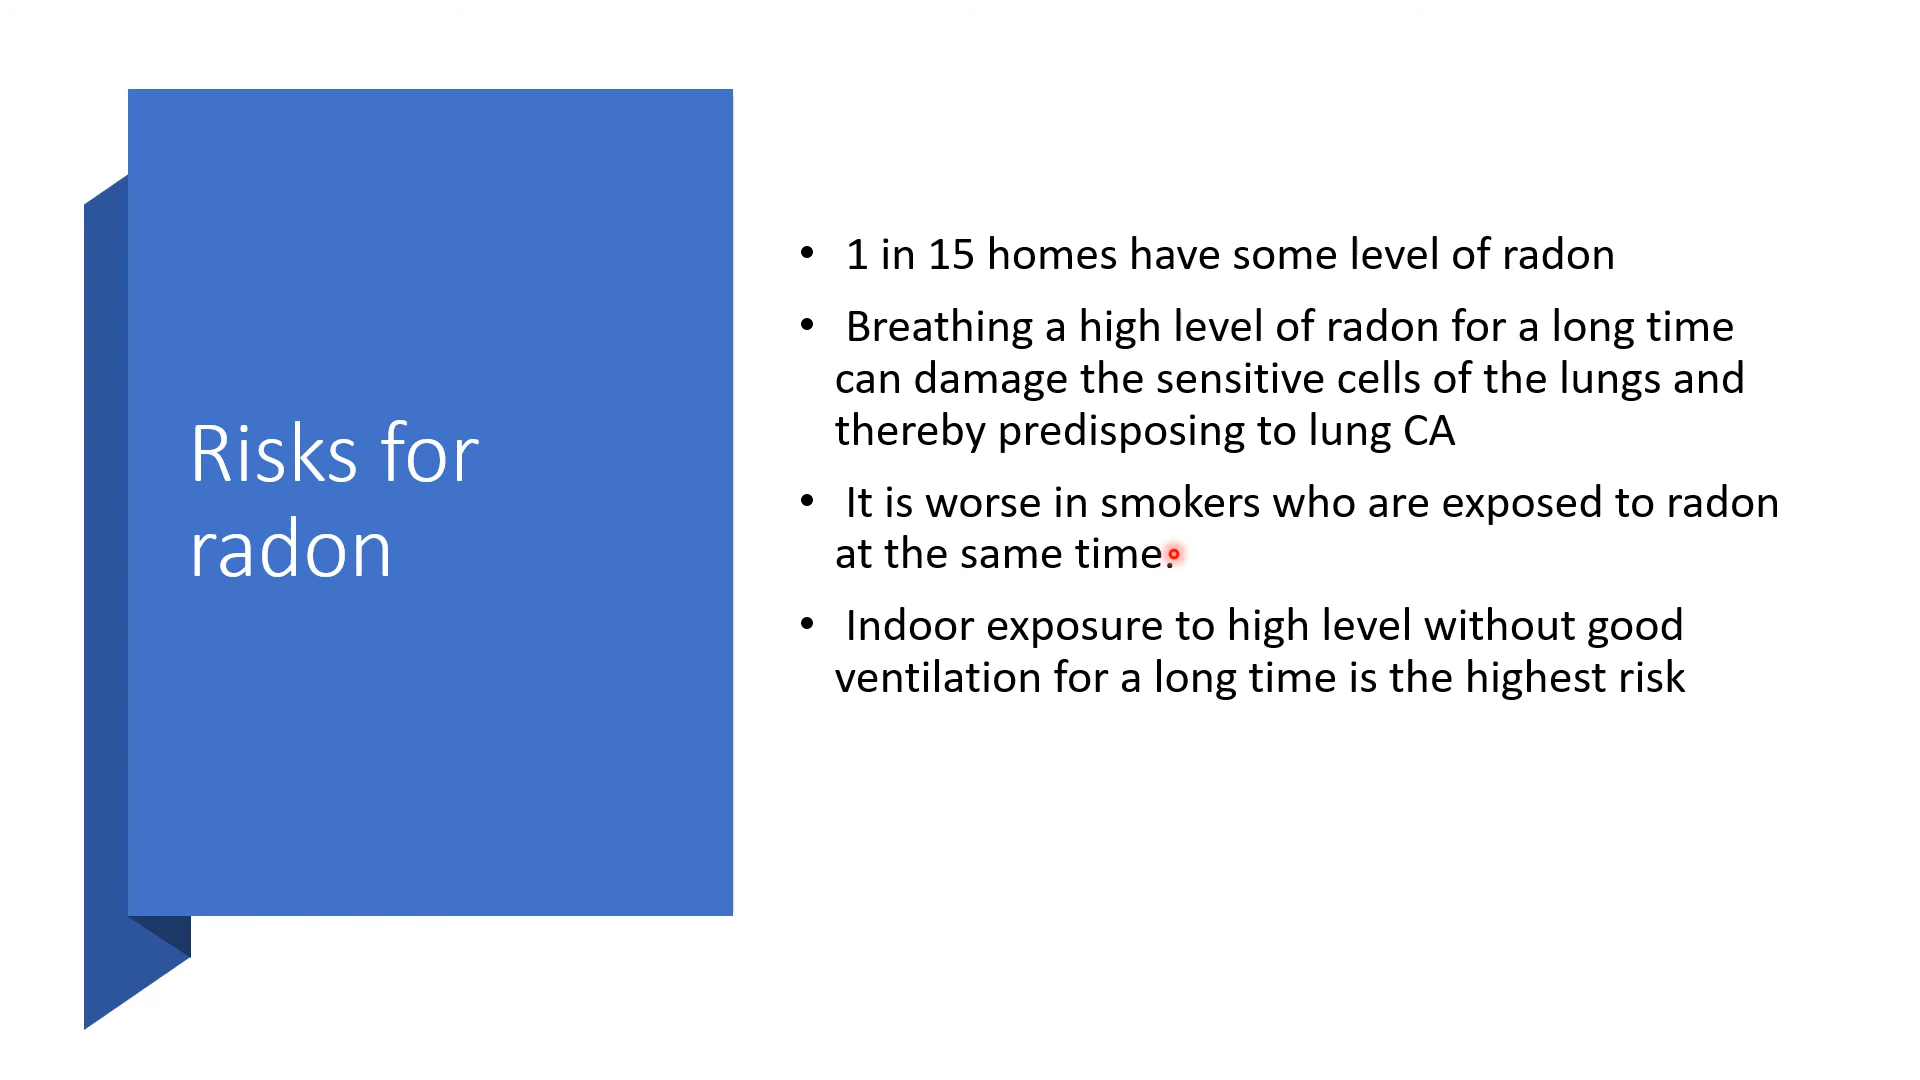 Risks for
radon
• 1 in 15 homes have some level of radon
• Breathing a high level of radon for a long time
can damage the sensitive cells of the lungs and
thereby predisposing to lung CA
• It is worse in smokers who are exposed to radon
at the same time.
• Indoor exposure to high level without good
ventilation for a long time is the highest risk